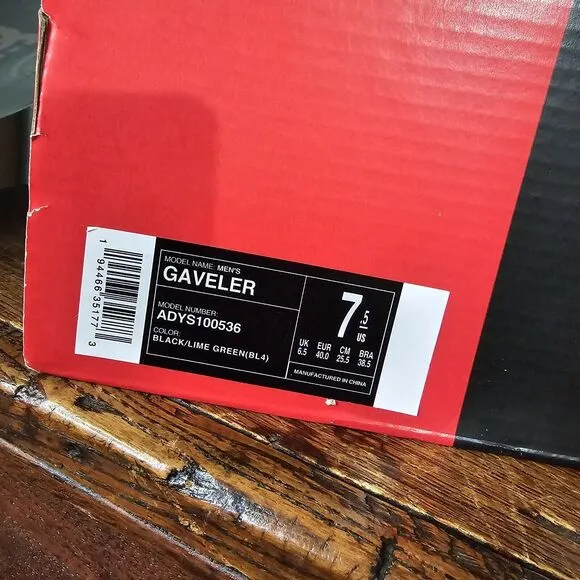 1 94466 35177 3
MODEL NAME: MEN'S
GAVELER
MODEL NUMBER:
ADYS100536
COLOR:
BLACK/LIME GREEN(BL4)
7.5
US
UK EUR CM BRA
6.5 40.0 25.5 38.5
MANUFACTURED IN CHINA